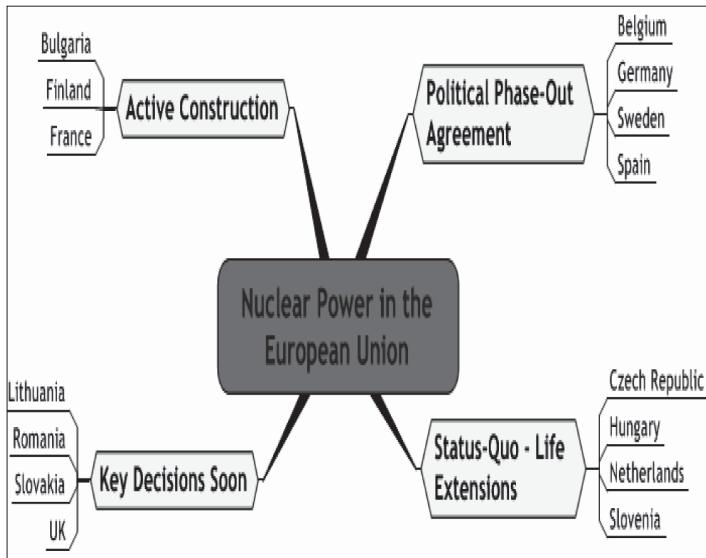 Bulgaria
Finland
France
Active Construction
Political Phase-Out
Agreement
Belgium
Germany
Sweden
Spain
Nuclear Power in the
European Union
Lithuania
Romania
Slovakia
UK
Key Decisions Soon
Status-Quo - Life
Extensions
Czech Republic
Hungary
Netherlands
Slovenia